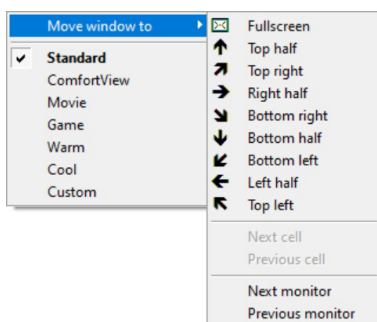 Move window to
Standard
ComfortView
Movie
Game
Warm
Cool
Custom
Fullscreen
Top half
Top right
Right half
Bottom right
Bottom half
Bottom left
Left half
Top left
Next cell
Previous cell
Next monitor
Previous monitor